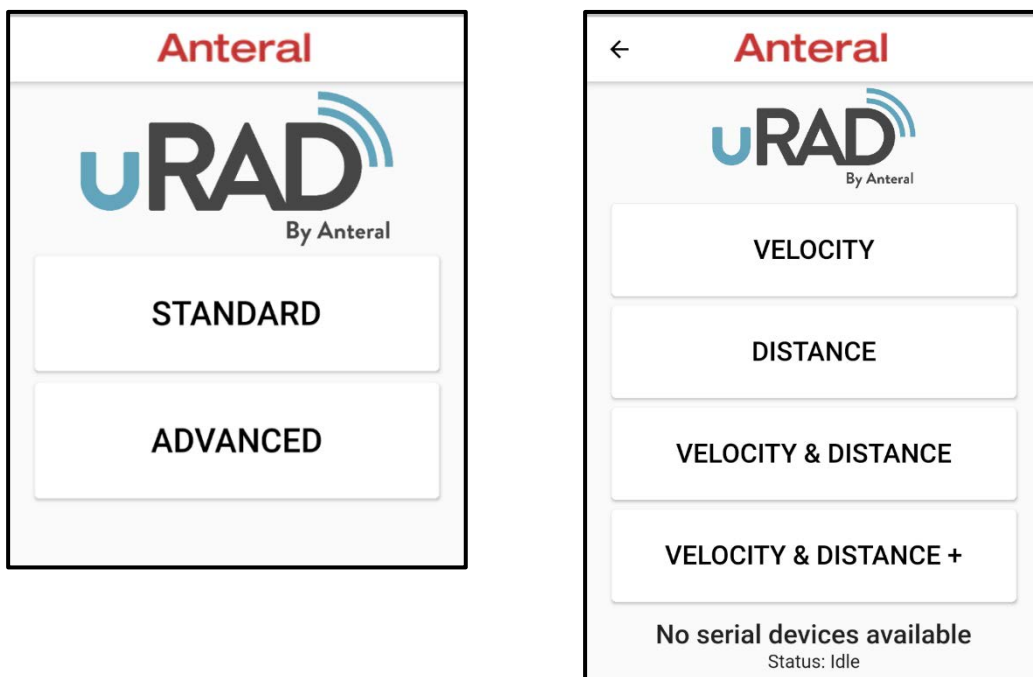 Anteral
uRAD
By Anteral
STANDARD
ADVANCED
← Anteral
uRAD
By Anteral
VELOCITY
DISTANCE
VELOCITY & DISTANCE
VELOCITY & DISTANCE +
No serial devices available
Status: Idle